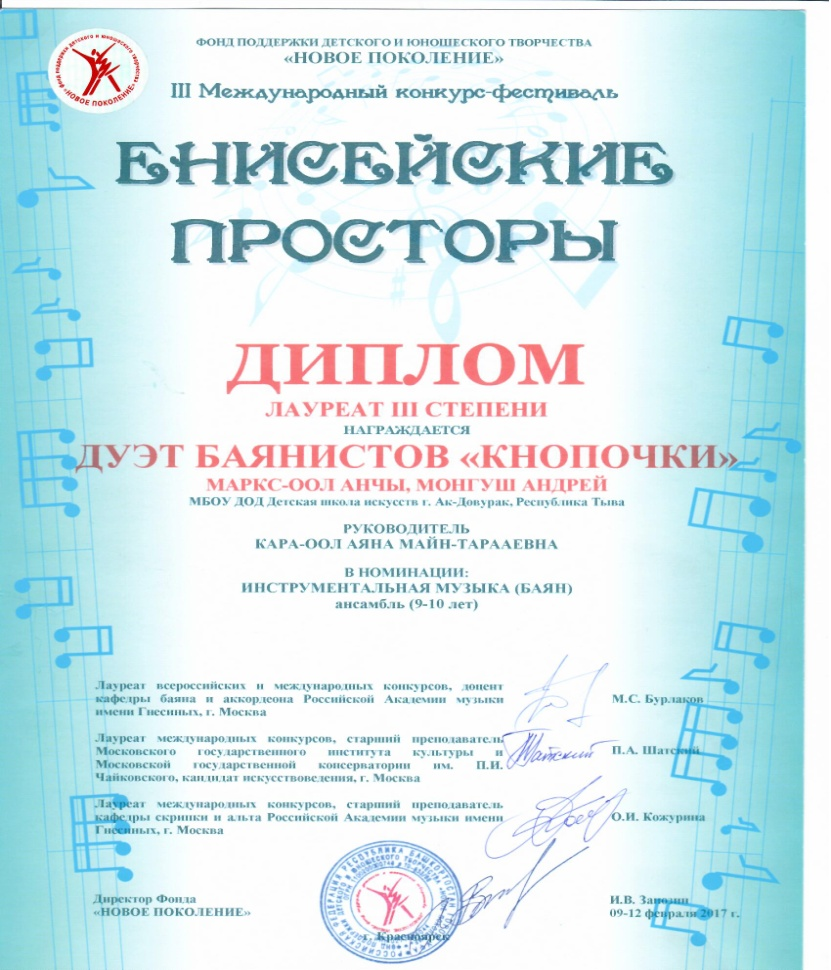 ФОНД ПОДДЕРЖКИ ДЕТСКОГО И ЮНОШЕСКОГО ТВОРЧЕСТВА
«НОВОЕ ПОКОЛЕНИЕ»
III Международный конкурс-фестиваль
ЕНИСЕЙСКИЕ
ПРОСТОРЫ
ДИПЛОМ
ЛАУРЕАТ III СТЕПЕНИ
НАГРАЖДАЕТСЯ
ДУЭТ БАЯНИСТОВ «КНОПОЧКИ»
МАРКС-ООЛ АНЧЫ, МОНГУШ АНДРЕЙ
МБОУ ДОД Детская школа искусств г. Ак-Довурак, Республика Тыва
РУКОВОДИТЕЛЬ
КАРА-ООЛ АЯНА МАЙН-ТАРААЕВНА
В НОМИНАЦИИ:
ИНСТРУМЕНТАЛЬНАЯ МУЗЫКА (БАЯН)
ансамбль (9-10 лет)
Лауреат всероссийских и международных конкурсов, доцент
кафедры баяна и аккордеона Российской Академии музыки
имени Гнесиных, г. Москва
М.С. Бурлаков
Лауреат международных конкурсов, старший преподаватель
Московского государственного института культуры и
Московской государственной консерватории им. П.И.
Чайковского, кандидат искусствоведения, г. Москва
Шатский
П.А. Шатский
Лауреат международных конкурсов, старший преподаватель
кафедры скрипки и альта Российской Академии музыки имени
Гнесиных, г. Москва
О.И. Кожурина
Директор Фонда
«НОВОЕ ПОКОЛЕНИЕ»
И.В.
09-12 февраля 2017 г.
г. Красноярск